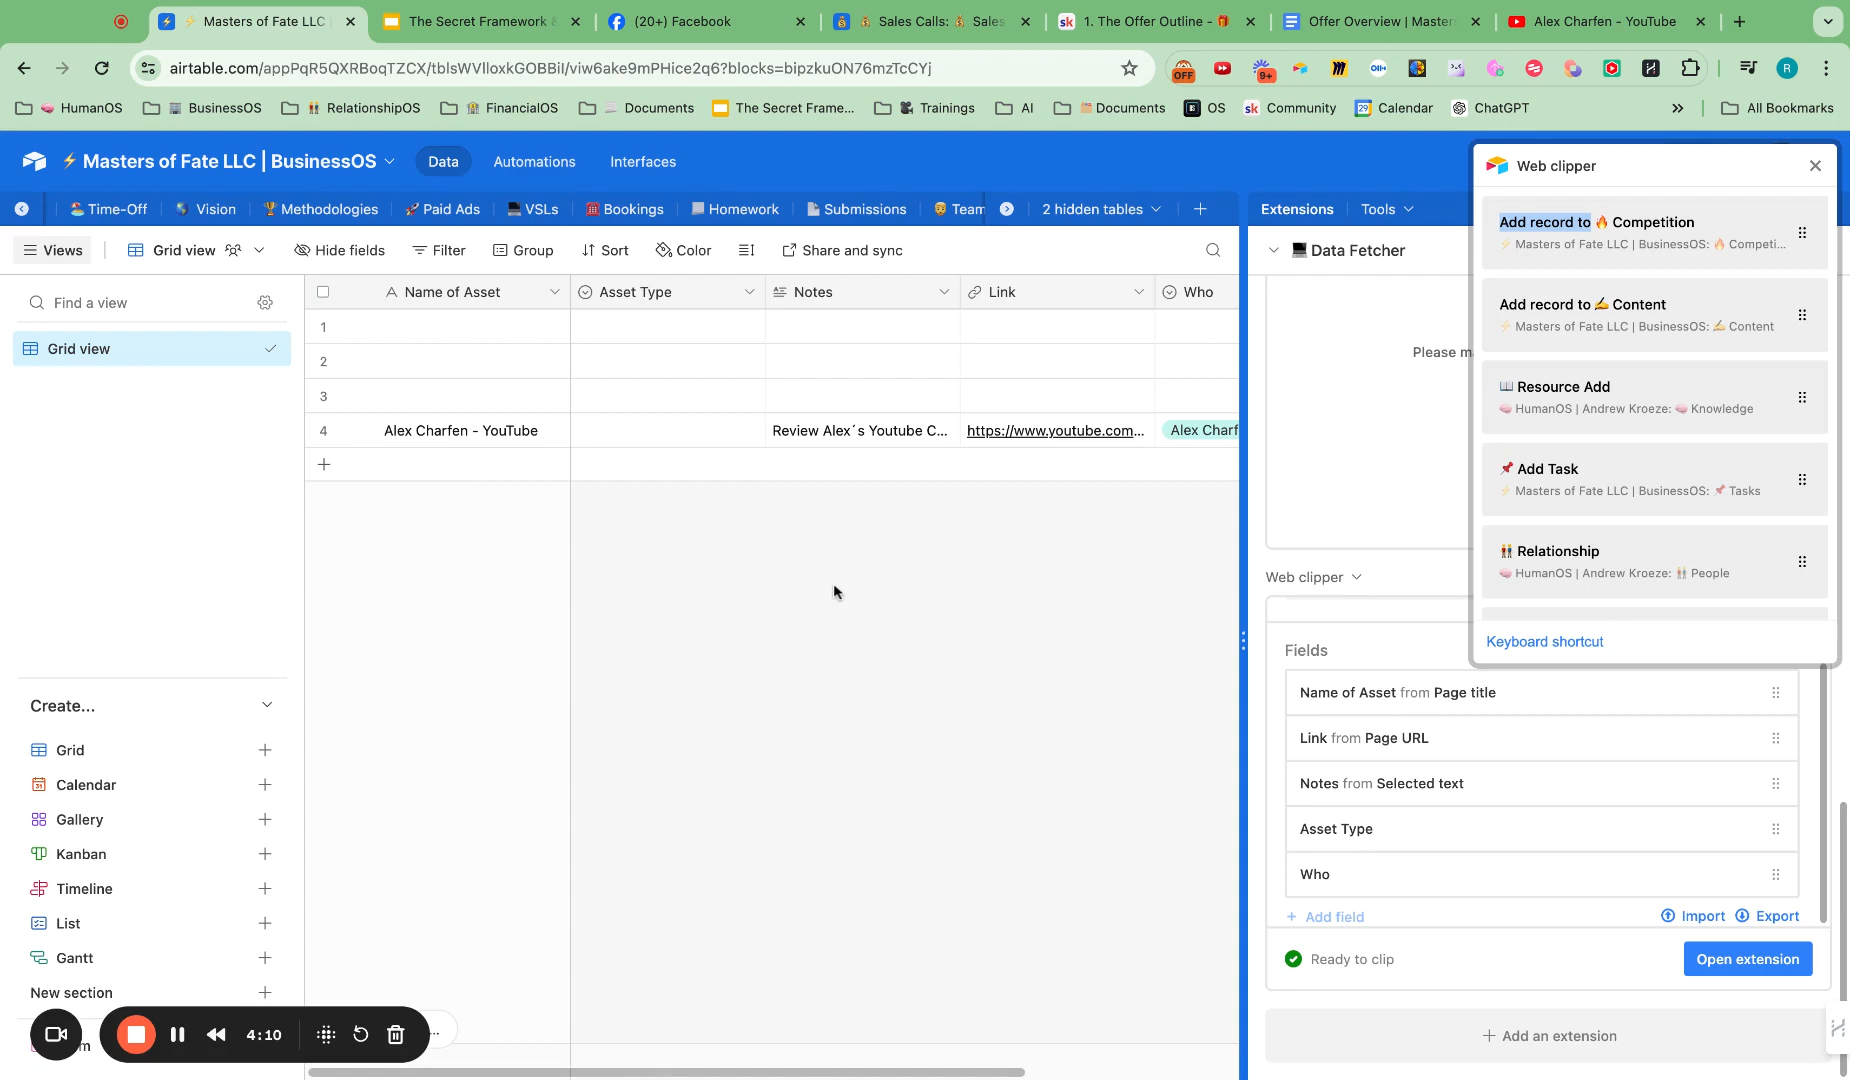 Masters of Fate LLC
The Secret Framework &
(20+) Facebook
Sales Calls: Sales
sk 1. The Offer Outline -
Offer Overview | Master
Alex Charfen - YouTube
airtable.com/appPqR5QXRBoqTZCX/tblsWVlloxkGOBBil/viw6ake9mPHice2q6?blocks=bipzkuON76mzTcCYj
OFF
9+
R
HumanOS
BusinessOS
RelationshipOS
FinancialOS
Documents
The Secret Frame...
Trainings
AI
Documents
OS
sk Community
29 Calendar
ChatGPT
All Bookmarks
Masters of Fate LLC | BusinessOS
Data
Automations
Interfaces
Time-Off
Vision
Methodologies
Paid Ads
VSLs
Bookings
Homework
Submissions
Team
2 hidden tables
Extensions
Tools
Views
Grid view
Hide fields
Filter
Group
Sort
Color
Share and sync
Data Fetcher
Find a view
Grid view
Name of Asset
Asset Type
Notes
Link
Who
1
2
3
4
Alex Charfen - YouTube
Review Alex´s Youtube C...
https://www.youtube.com...
Alex Charf
Please ma
Web clipper
Add record to 🔥 Competition
Masters of Fate LLC | BusinessOS: 🔥 Competi...
Add record to ✍️ Content
Masters of Fate LLC | BusinessOS: ✍️ Content
Resource Add
HumanOS | Andrew Kroeze: 🧠 Knowledge
Add Task
Masters of Fate LLC | BusinessOS: 📌 Tasks
Relationship
HumanOS | Andrew Kroeze: 👫 People
Keyboard shortcut
Web clipper
Fields
Name of Asset from Page title
Link from Page URL
Notes from Selected text
Asset Type
Who
+ Add field
Import
Export
Ready to clip
Open extension
+ Add an extension
Create...
Grid
Calendar
Gallery
Kanban
Timeline
List
Gantt
New section
4:10